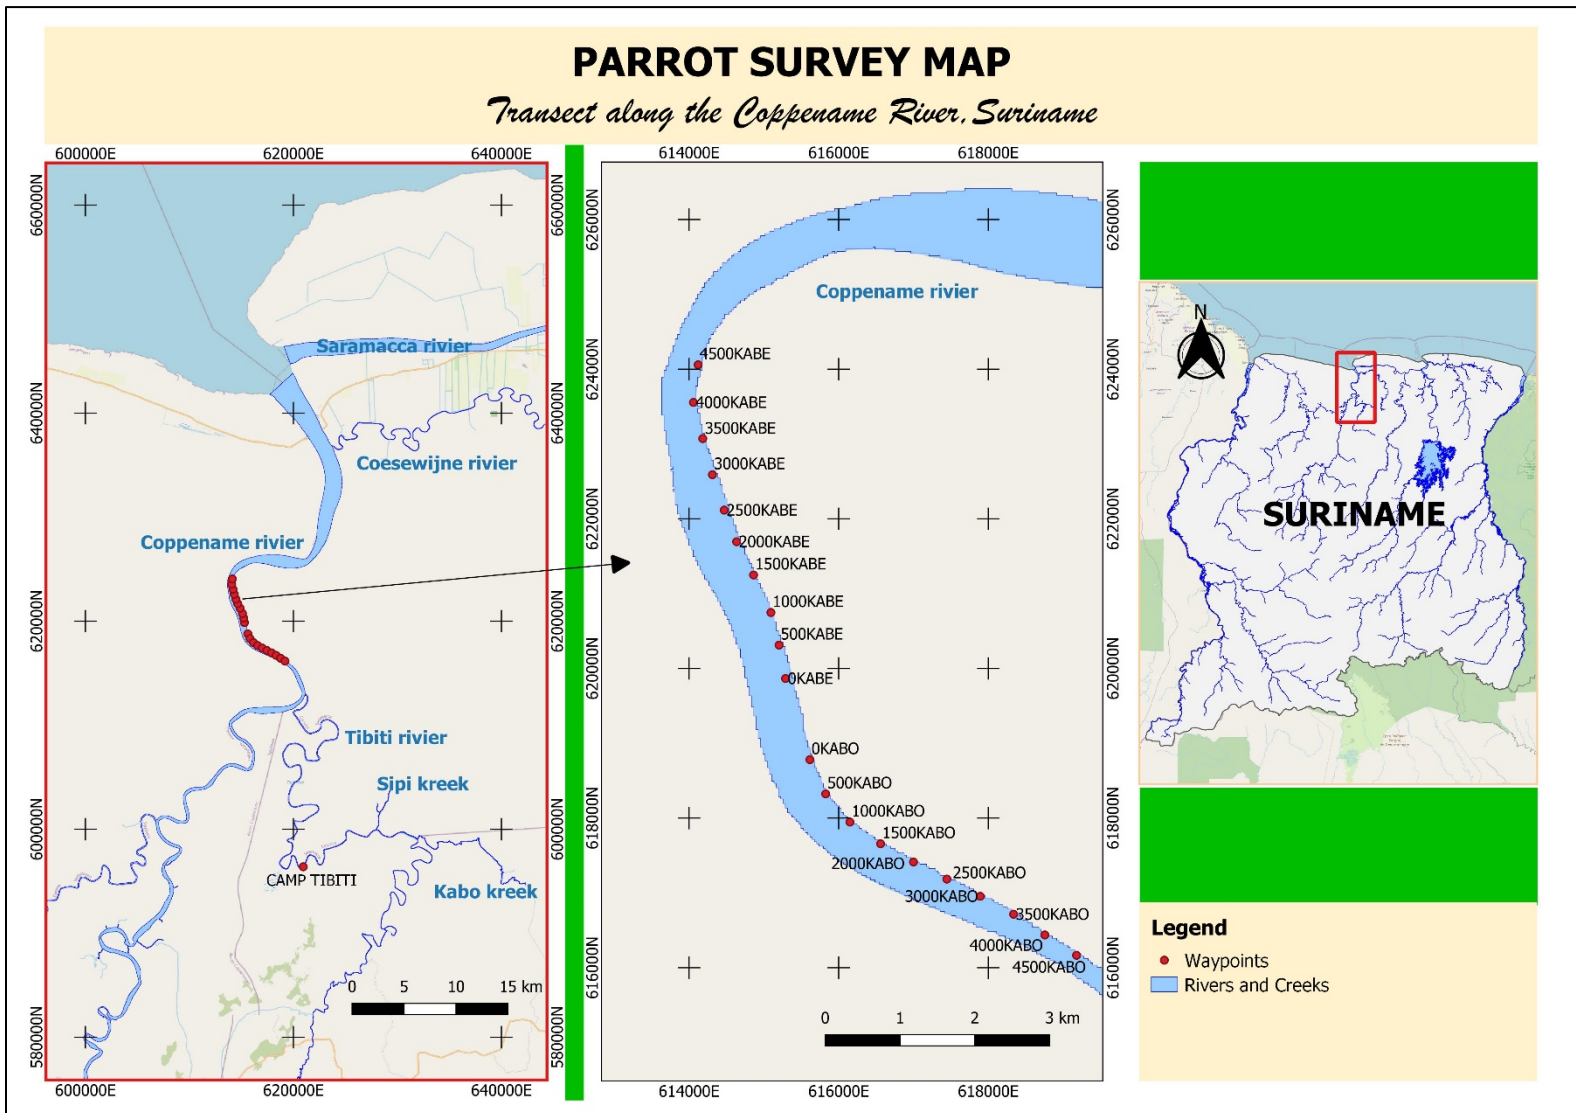 PARROT SURVEY MAP
Transect along the Coppename River, Suriname
600000E 620000E 640000E
660000N 660000N
640000N 640000N
620000N 620000N
600000N 600000N
580000N 580000N
Saramacca rivier
Coesewijne rivier
Coppename rivier
Tibiti rivier
Sipi kreek
CAMP TIBITI
Kabo kreek
0 5 10 15 km
600000E 620000E 640000E
614000E 616000E 618000E
626000N 626000N
624000N 624000N
622000N 622000N
620000N 620000N
618000N 618000N
616000N 616000N
Coppename rivier
4500KABE
4000KABE
3500KABE
3000KABE
2500KABE
2000KABE
1500KABE
1000KABE
500KABE
0KABE
0KABO
500KABO
1000KABO
1500KABO
2000KABO
2500KABO
3000KABO
3500KABO
4000KABO
4500KABO
0 1 2 3 km
614000E 616000E 618000E
N
SURINAME
Legend
Waypoints
Rivers and Creeks